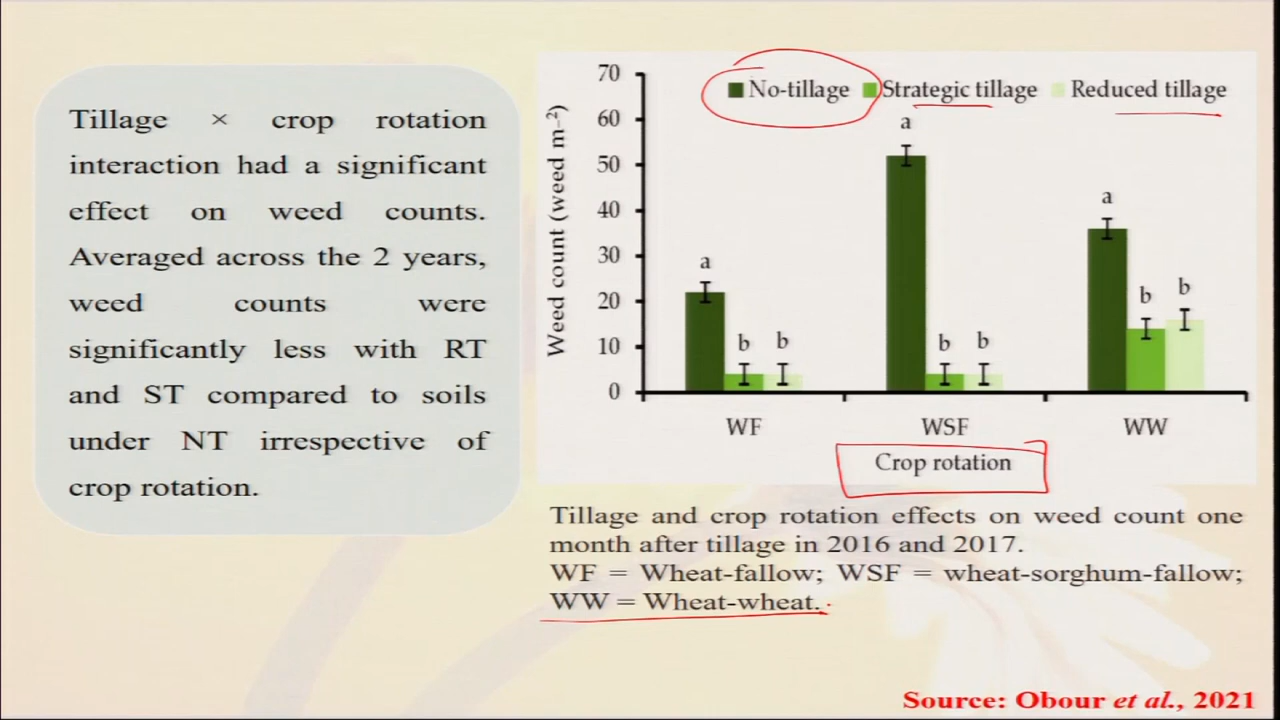 Tillage × crop rotation
interaction had a significant
effect on weed counts.
Averaged across the 2 years,
weed counts were
significantly less with RT
and ST compared to soils
under NT irrespective of
crop rotation.
No-tillage Strategic tillage Reduced tillage
Weed count (weed m⁻²)
70
60
50
40
30
20
10
0
a
b
b
a
b
b
a
b
b
WF WSF WW
Crop rotation
Tillage and crop rotation effects on weed count one
month after tillage in 2016 and 2017.
WF = Wheat-fallow; WSF = wheat-sorghum-fallow;
WW = Wheat-wheat.
Source: Obour et al., 2021